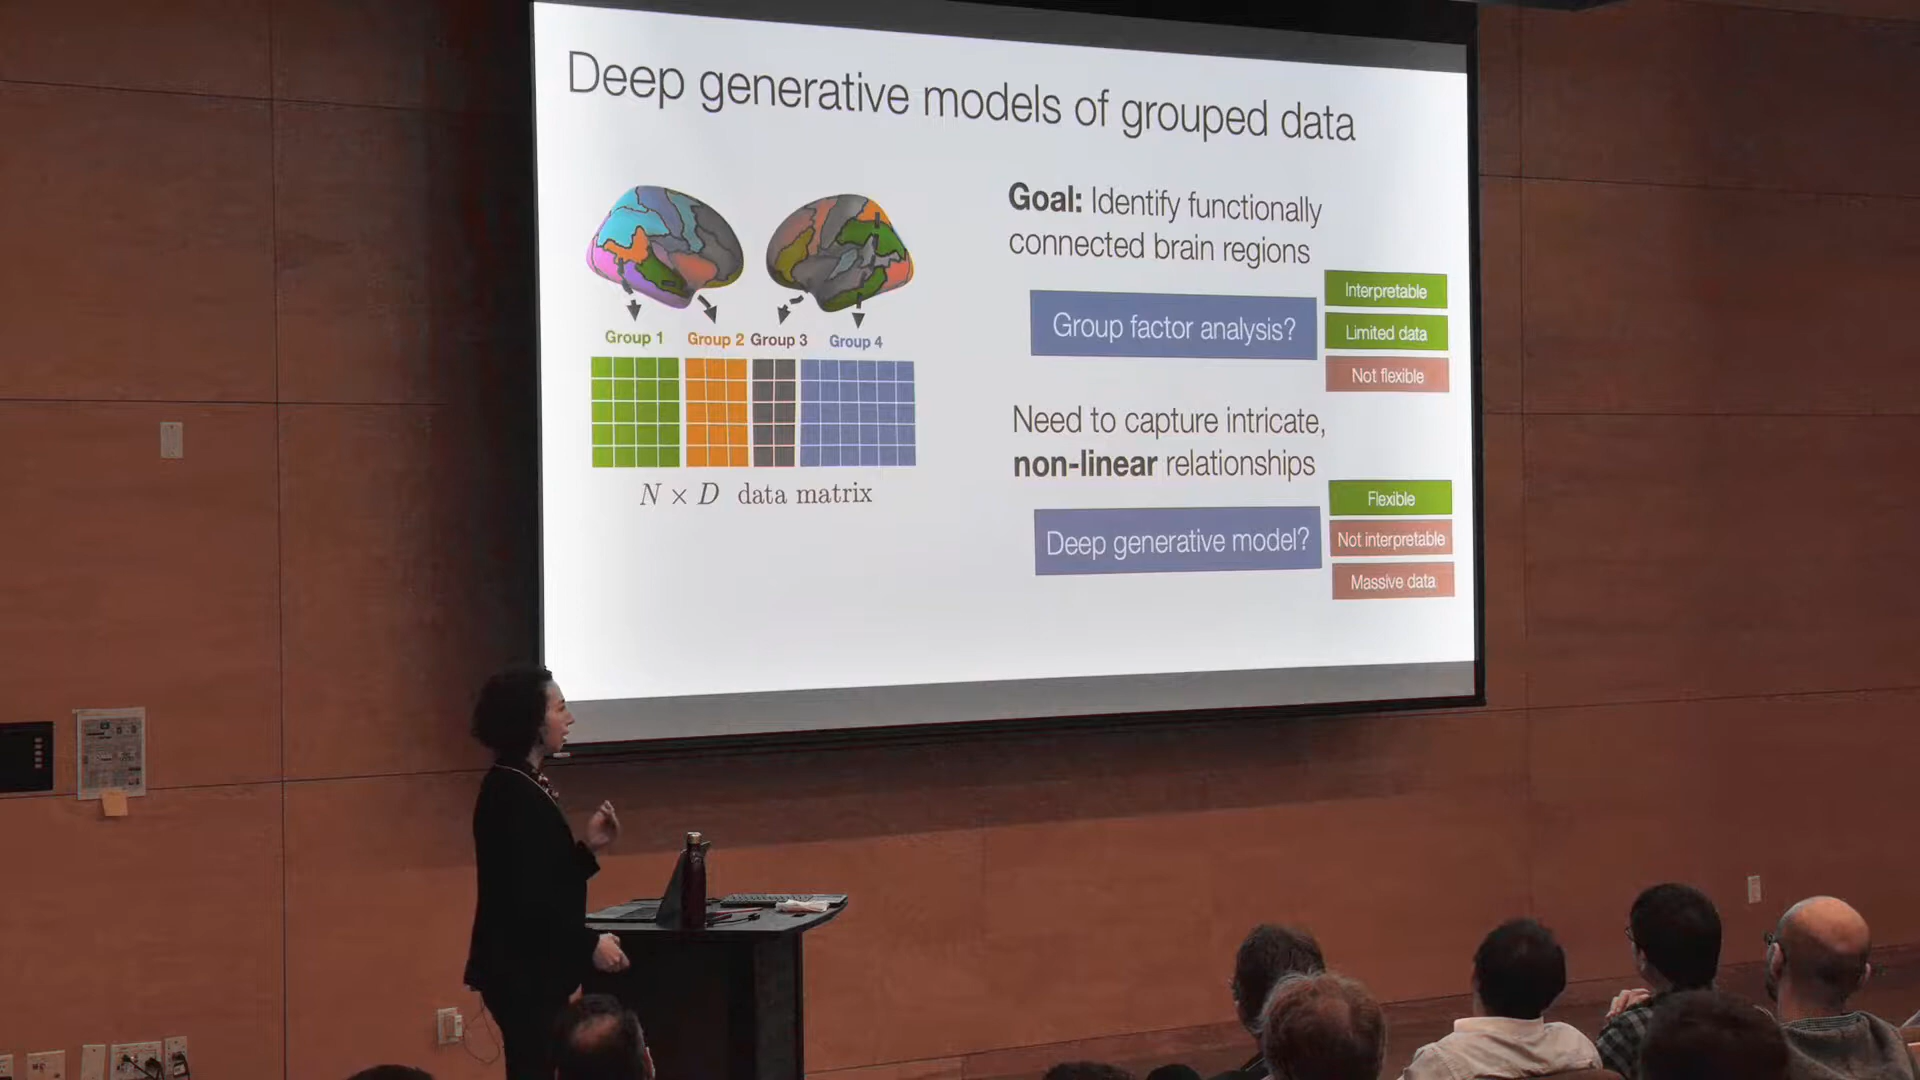 Deep generative models of grouped data
Goal: Identify functionally
connected brain regions
Group factor analysis?
Interpretable
Limited data
Not flexible
Need to capture intricate,
non-linear relationships
Deep generative model?
Flexible
Not interpretable
Massive data
Group 1 Group 2 Group 3 Group 4
N × D data matrix